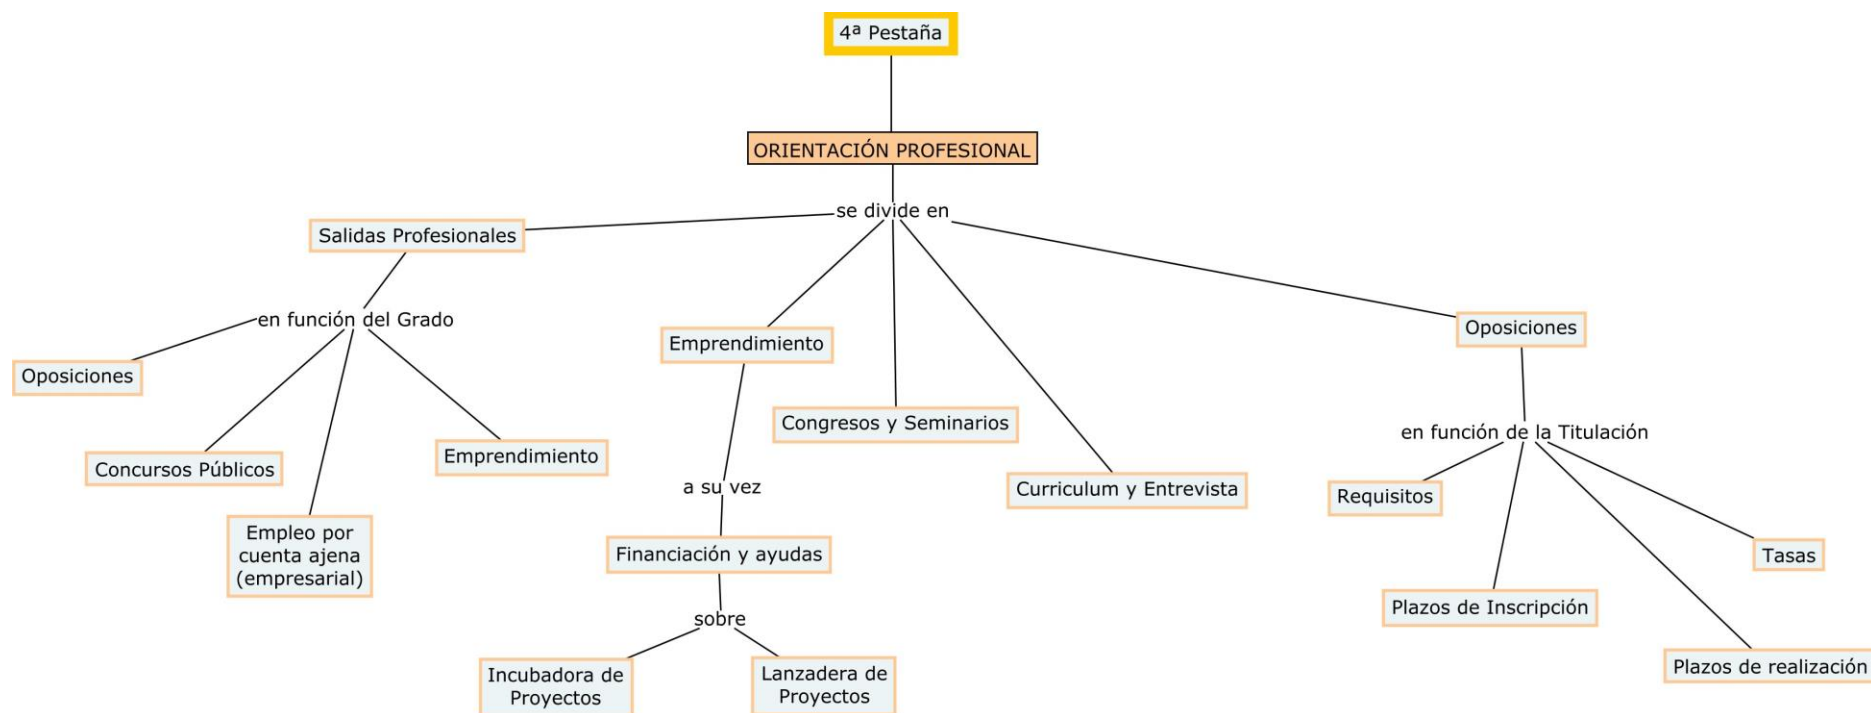 4ª Pestaña
ORIENTACIÓN PROFESIONAL
se divide en
Salidas Profesionales
en función del Grado
Oposiciones
Concursos Públicos
Empleo por
cuenta ajena
(empresarial)
Emprendimiento
Emprendimiento
a su vez
Financiación y ayudas
sobre
Incubadora de
Proyectos
Lanzadera de
Proyectos
Congresos y Seminarios
Curriculum y Entrevista
Oposiciones
en función de la Titulación
Requisitos
Plazos de Inscripción
Plazos de realización
Tasas